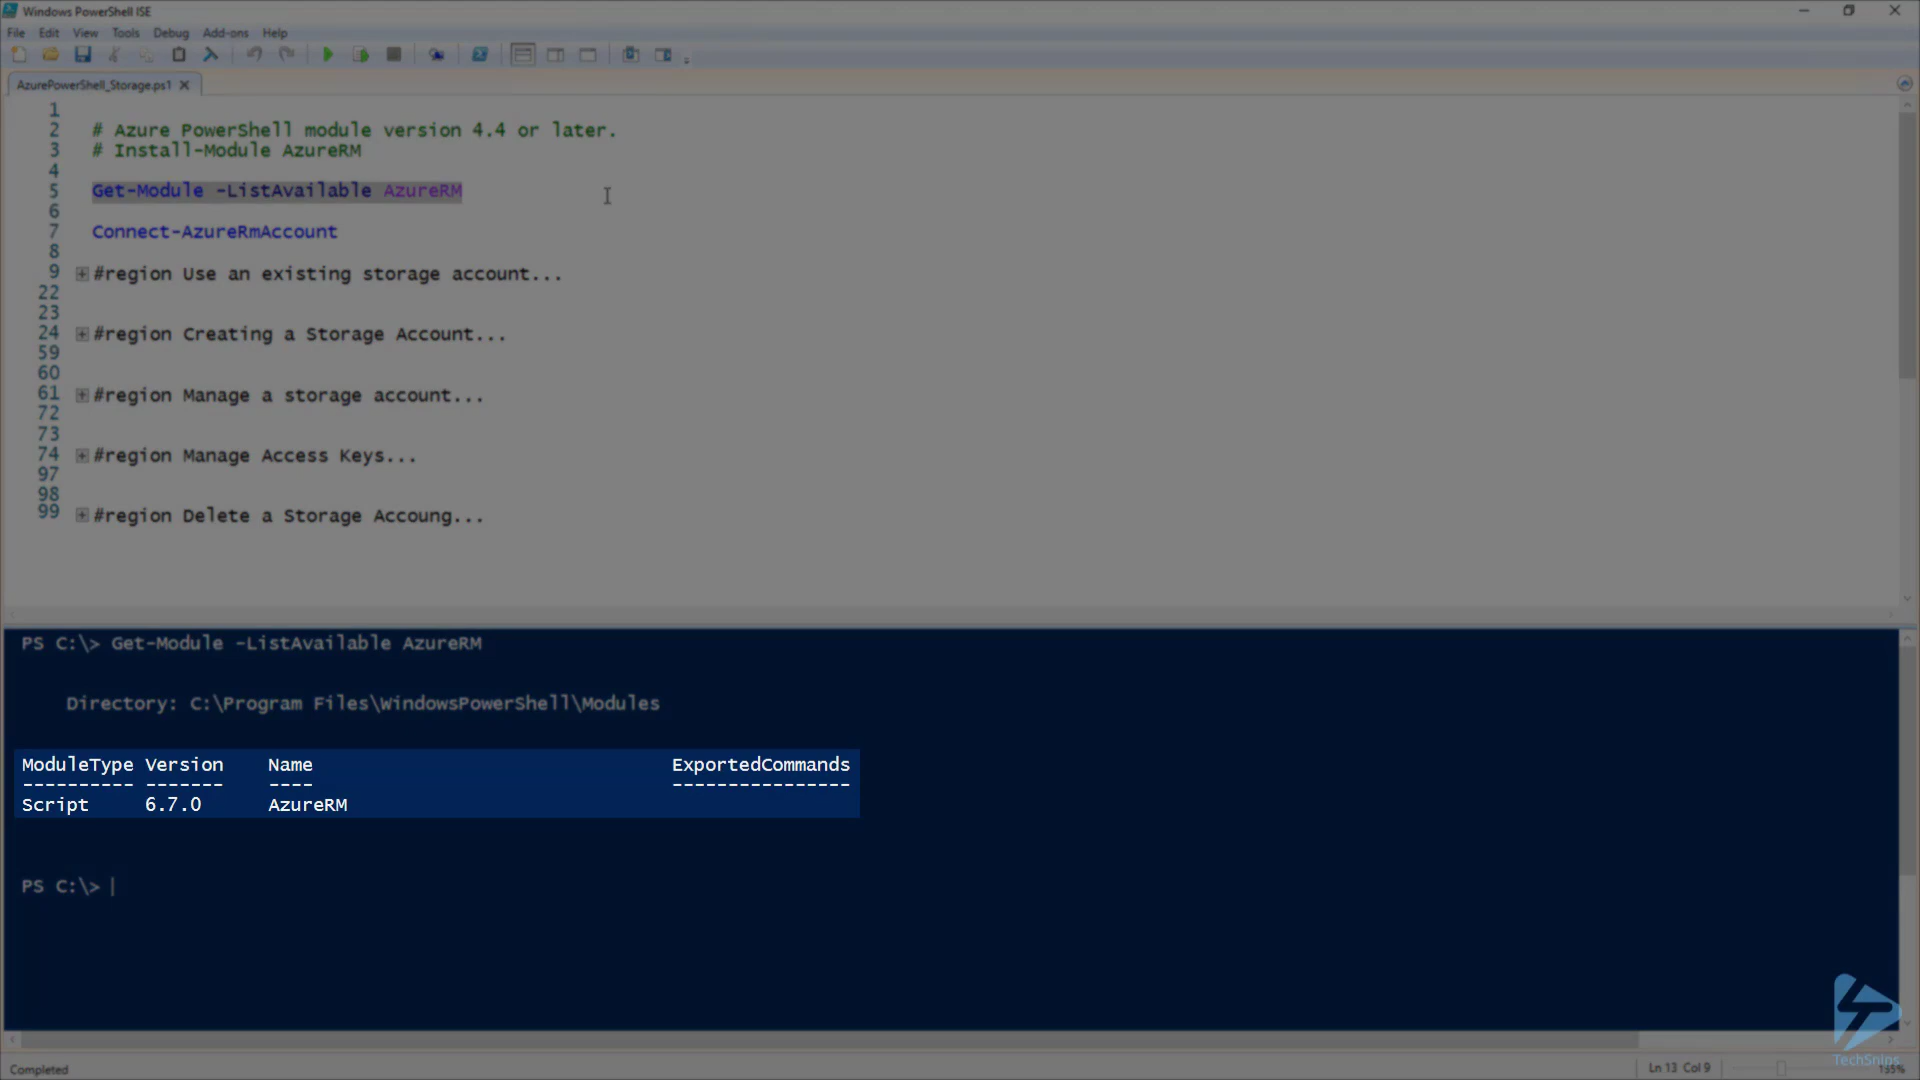 Windows PowerShell ISE
File Edit View Tools Debug Add-ons Help
AzurePowerShell_Storage.ps1
1
2 # Azure PowerShell module version 4.4 or later.
3 # Install-Module AzureRM
4
5 Get-Module -ListAvailable AzureRM
6
7 Connect-AzureRmAccount
8
9 #region Use an existing storage account...
22
23
24 #region Creating a Storage Account...
59
60
61 #region Manage a storage account...
72
73
74 #region Manage Access Keys...
97
98
99 #region Delete a Storage Accoung...
PS C:\> Get-Module -ListAvailable AzureRM
Directory: C:\Program Files\WindowsPowerShell\Modules
ModuleType Version Name ExportedCommands
---------- ------- ---- ----------------
Script 6.7.0 AzureRM
PS C:\>
TechSnips
Completed Ln 13 Col 9 155%